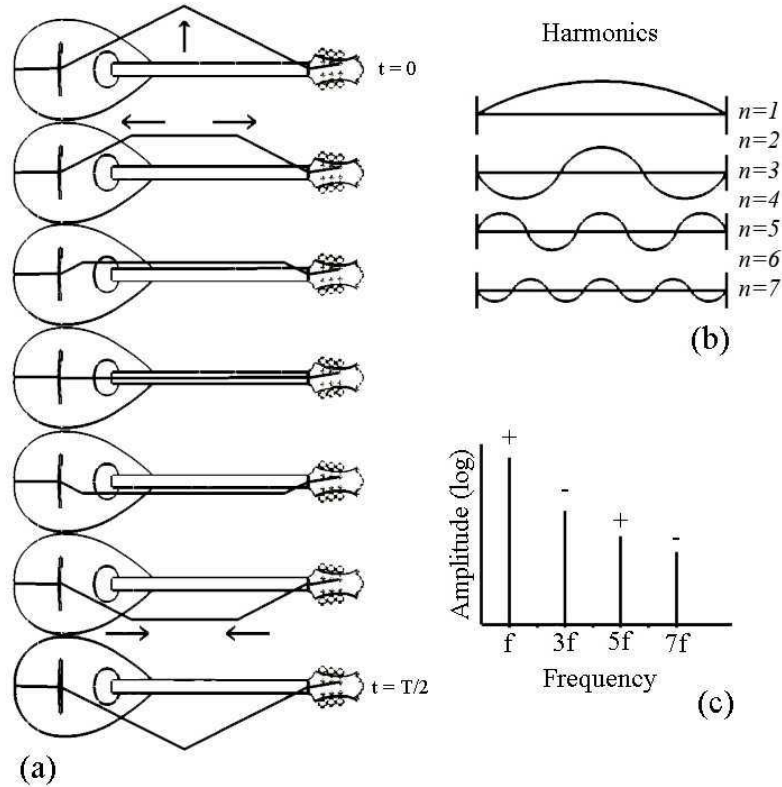 t = 0
t = T/2
(a)
Harmonics
n=1
n=2
n=3
n=4
n=5
n=6
n=7
(b)
Amplitude (log)
+
-
+
-
f 3f 5f 7f
Frequency
(c)